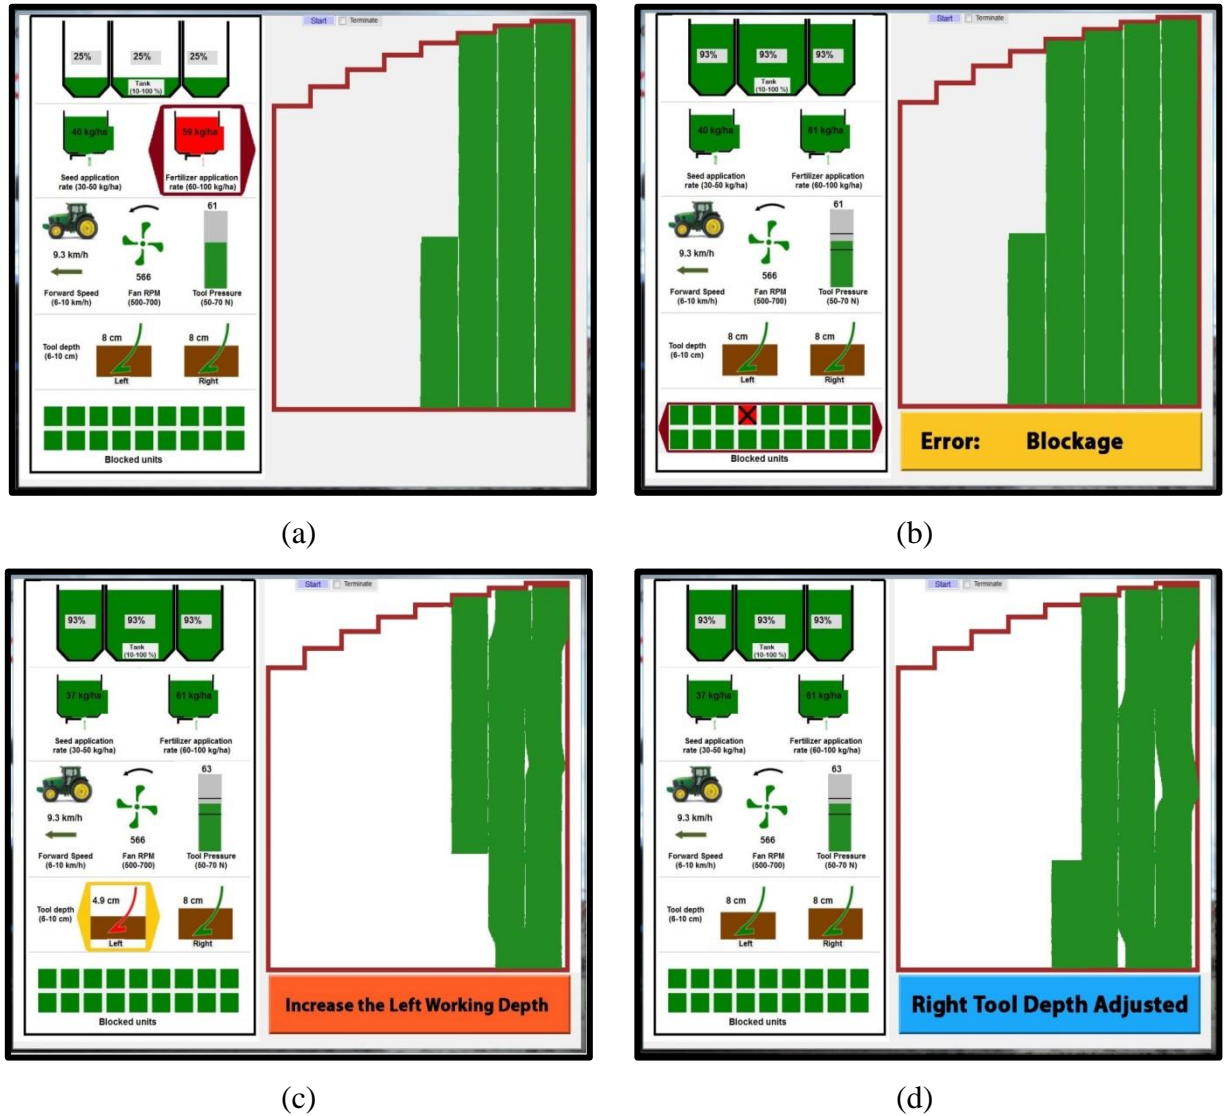 Start Terminate
25% 25% 25%
Tank
(10-100 %)
40 kg/ha 59 kg/ha
Seed application
rate (30-50 kg/ha)
Fertilizer application
rate (60-100 kg/ha)
61
9.3 km/h
566
Forward Speed
(6-10 km/h)
Fan RPM
(500-700)
Tool Pressure
(50-70 N)
8 cm 8 cm
Tool depth
(6-10 cm)
Left Right
Blocked units
(a)
Start Terminate
93% 93% 93%
Tank
(10-100 %)
40 kg/ha 61 kg/ha
Seed application
rate (30-50 kg/ha)
Fertilizer application
rate (60-100 kg/ha)
61
9.3 km/h
566
Forward Speed
(6-10 km/h)
Fan RPM
(500-700)
Tool Pressure
(50-70 N)
8 cm 8 cm
Tool depth
(6-10 cm)
Left Right
Blocked units
Error: Blockage
(b)
Start Terminate
93% 93% 93%
Tank
(10-100 %)
37 kg/ha 61 kg/ha
Seed application
rate (30-50 kg/ha)
Fertilizer application
rate (60-100 kg/ha)
63
9.3 km/h
566
Forward Speed
(6-10 km/h)
Fan RPM
(500-700)
Tool Pressure
(50-70 N)
4.9 cm 8 cm
Tool depth
(6-10 cm)
Left Right
Blocked units
Increase the Left Working Depth
(c)
Start Terminate
93% 93% 93%
Tank
(10-100 %)
37 kg/ha 61 kg/ha
Seed application
rate (30-50 kg/ha)
Fertilizer application
rate (60-100 kg/ha)
63
9.3 km/h
566
Forward Speed
(6-10 km/h)
Fan RPM
(500-700)
Tool Pressure
(50-70 N)
8 cm 8 cm
Tool depth
(6-10 cm)
Left Right
Blocked units
Right Tool Depth Adjusted
(d)